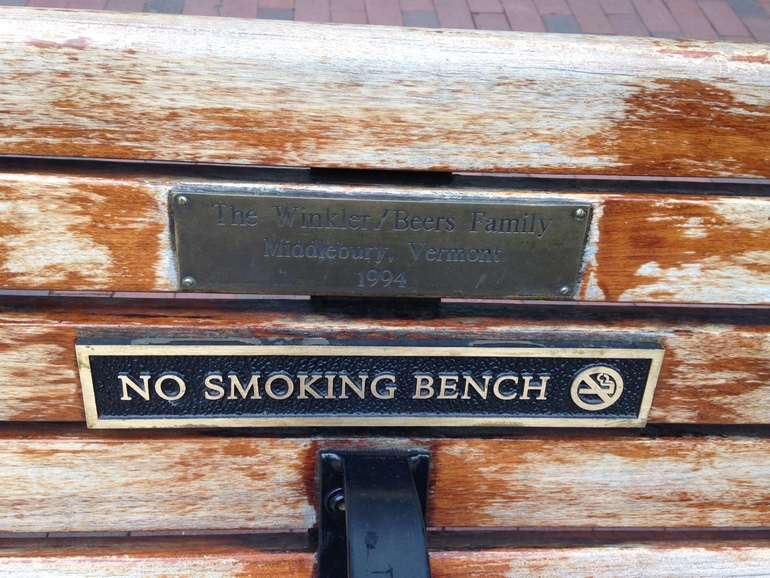 The Winkler/Beers Family
Middlebury, Vermont
1994
NO SMOKING BENCH